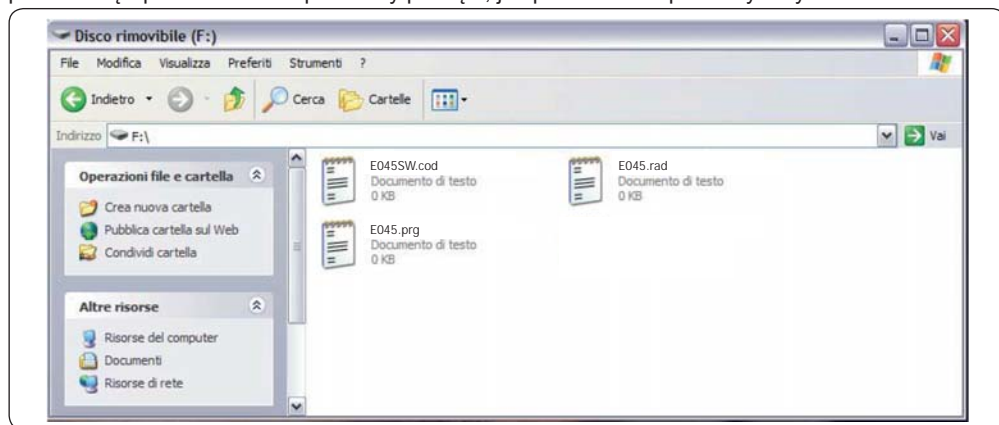 Disco rimovibile (F:)
File Modifica Visualizza Preferiti Strumenti ?
Indietro Cerca Cartelle
Indirizzo F:\ Vai
Operazioni file e cartella
Crea nuova cartella
Pubblica cartella sul Web
Condividi cartella
Altre risorse
Risorse del computer
Documenti
Risorse di rete
E045SW.cod
Documento di testo
0 KB
E045.rad
Documento di testo
0 KB
E045.prg
Documento di testo
0 KB